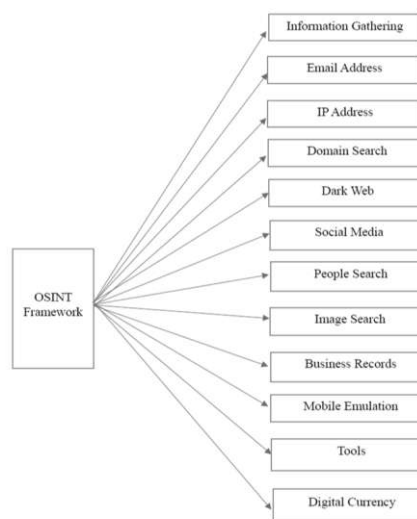 OSINT
Framework
Information Gathering
Email Address
IP Address
Domain Search
Dark Web
Social Media
People Search
Image Search
Business Records
Mobile Emulation
Tools
Digital Currency